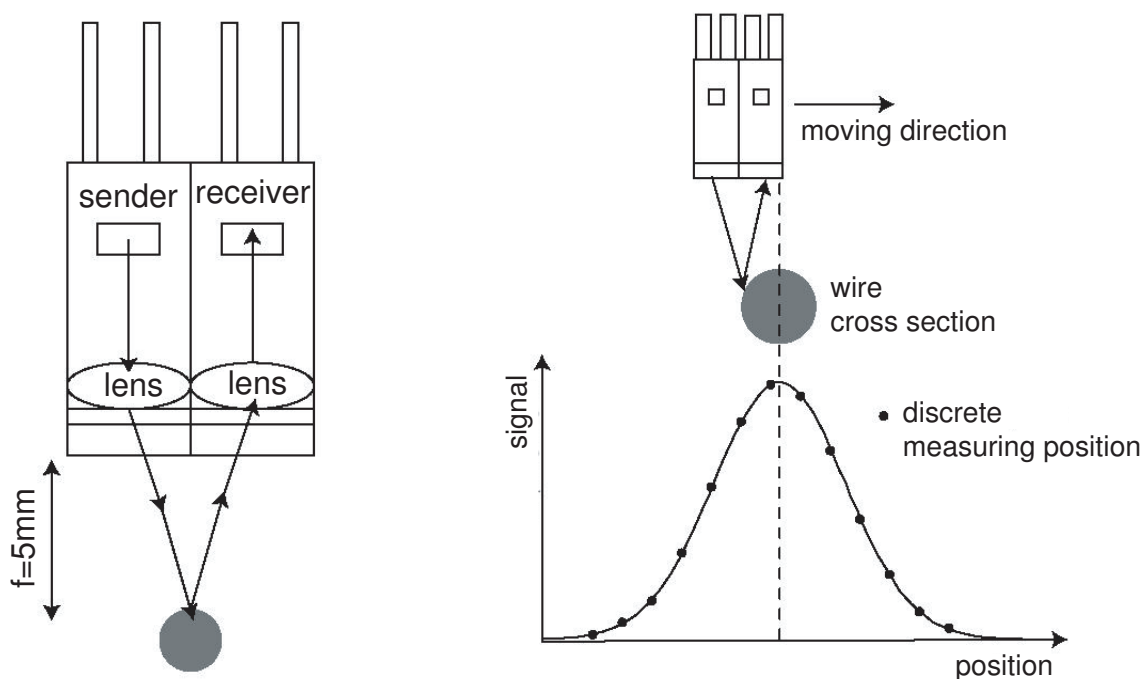 sender
receiver
lens
lens
f=5mm
moving direction
wire
cross section
signal
discrete
measuring position
position